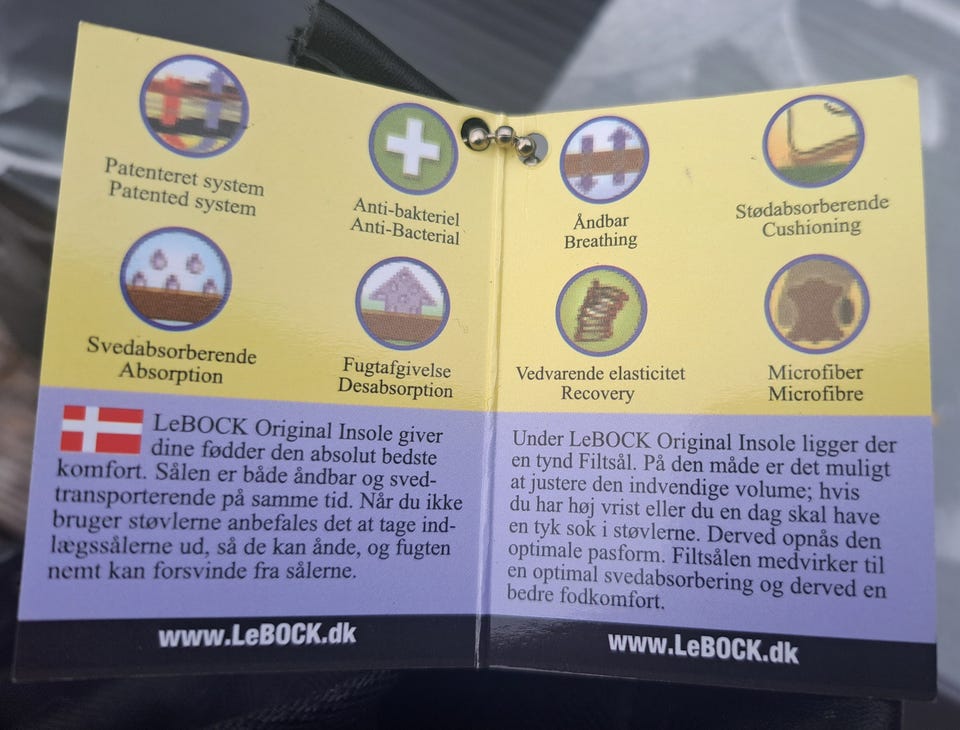 Patenteret system
Patented system
Anti-bakteriel
Anti-Bacterial
Svedabsorberende
Absorption
Fugtafgivelse
Desabsorption
LeBOCK Original Insole giver
dine fødder den absolut bedste
komfort. Sålen er både åndbar og sved-
transporterende på samme tid. Når du ikke
bruger støvlerne anbefales det at tage ind-
lægssålerne ud, så de kan ånde, og fugten
nemt kan forsvinde fra sålerne.
www.LeBOCK.dk
Åndbar
Breathing
Stødabsorberende
Cushioning
Vedvarende elasticitet
Recovery
Microfiber
Microfibre
Under LeBOCK Original Insole ligger der
en tynd Filtsål. På den måde er det muligt
at justere den indvendige volume; hvis
du har høj vrist eller du en dag skal have
en tyk sok i støvlerne. Derved opnås den
optimale pasform. Filtsålen medvirker til
en optimal svedabsorbering og derved en
bedre fodkomfort.
www.LeBOCK.dk